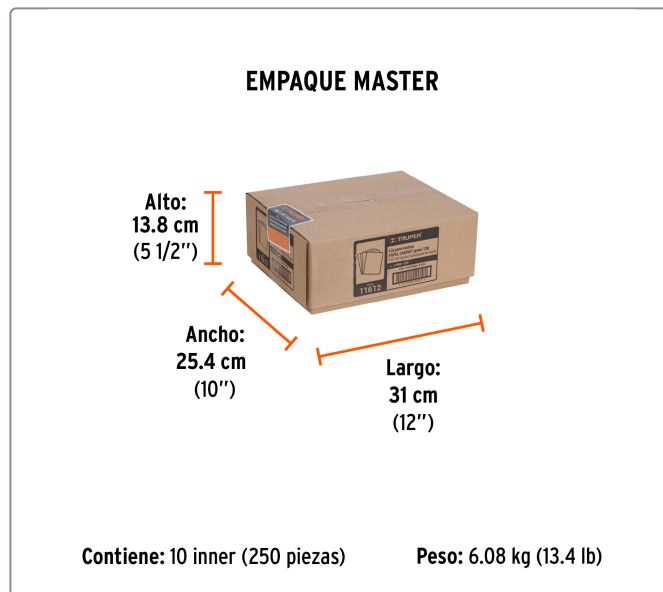 EMPAQUE MASTER
Alto:
13.8 cm
(5 1/2”)
TRUPER
11612
Ancho:
25.4 cm
(10”)
Largo:
31 cm
(12”)
Contiene: 10 inner (250 piezas)
Peso: 6.08 kg (13.4 lb)